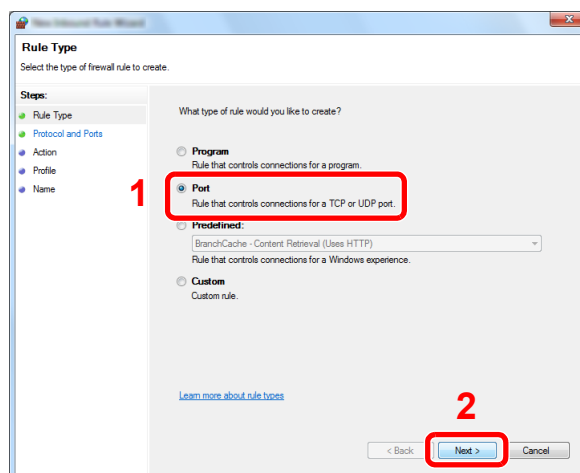 Rule Type
Select the type of firewall rule to create.
Steps:
Rule Type
Protocol and Ports
Action
Profile
Name
What type of rule would you like to create?
Program
Rule that controls connections for a program.
1
Port
Rule that controls connections for a TCP or UDP port.
Predefined:
BranchCache - Content Retrieval (Uses HTTP)
Rule that controls connections for a Windows experience.
Custom
Custom rule.
Learn more about rule types
2
< Back
Next >
Cancel